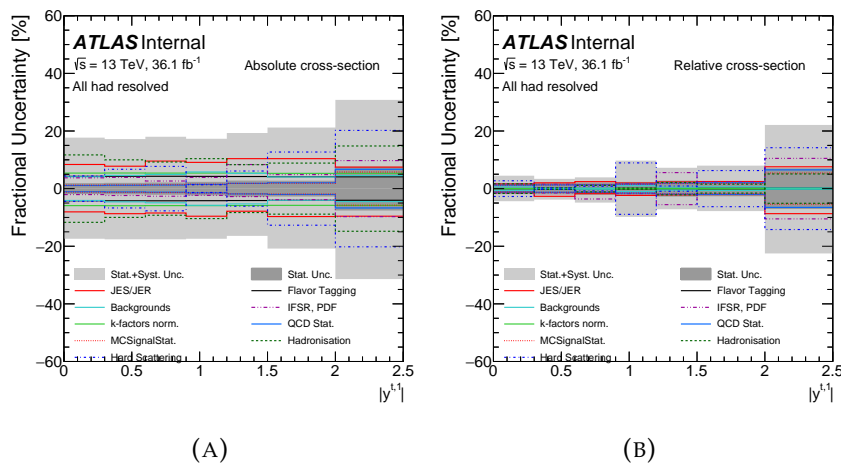 Fractional Uncertainty [%]
60
40
20
0
−20
−40
−60
ATLAS Internal
√s = 13 TeV, 36.1 fb-1
Absolute cross-section
All had resolved
Stat.+Syst. Unc.
Stat. Unc.
JES/JER
Flavor Tagging
Backgrounds
IFSR, PDF
k-factors norm.
QCD Stat.
MCSignalStat.
Hadronisation
Hard Scattering
0 0.5 1 1.5 2 2.5
|y^t,1|
(A)
Fractional Uncertainty [%]
60
40
20
0
−20
−40
−60
ATLAS Internal
√s = 13 TeV, 36.1 fb-1
Relative cross-section
All had resolved
Stat.+Syst. Unc.
Stat. Unc.
JES/JER
Flavor Tagging
Backgrounds
IFSR, PDF
k-factors norm.
QCD Stat.
MCSignalStat.
Hadronisation
Hard Scattering
0 0.5 1 1.5 2 2.5
|y^t,1|
(B)